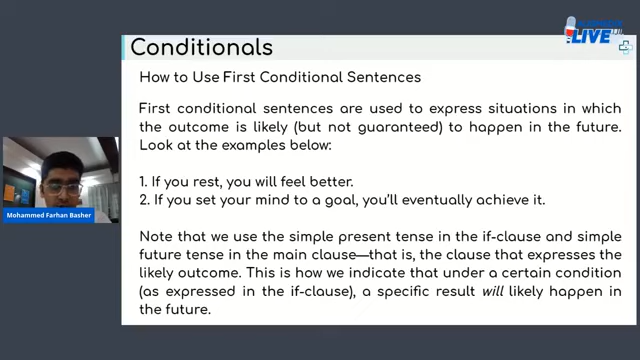 LIVE
Conditionals
How to Use First Conditional Sentences
First conditional sentences are used to express situations in which
the outcome is likely (but not guaranteed) to happen in the future.
Look at the examples below:
1. If you rest, you will feel better.
2. If you set your mind to a goal, you'll eventually achieve it.
Mohammed Farhan Basher
Note that we use the simple present tense in the if-clause and simple
future tense in the main clause—that is, the clause that expresses the
likely outcome. This is how we indicate that under a certain condition
(as expressed in the if-clause), a specific result will likely happen in
the future.